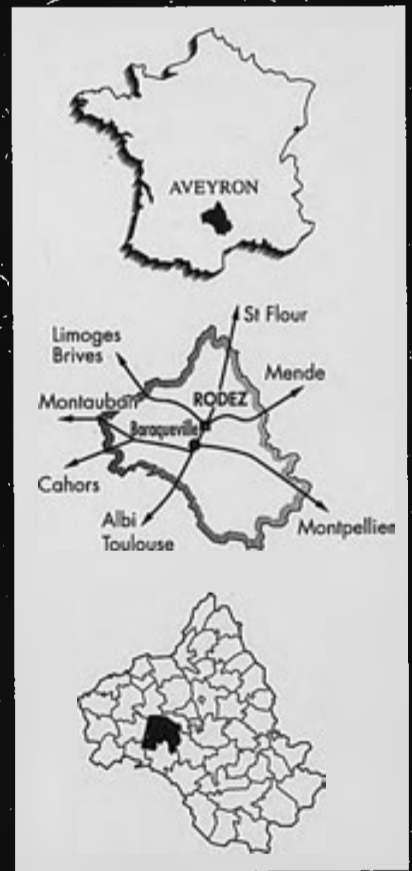 AVEYRON
St Flour
Limoges
Brives
Mende
Montauban
RODEZ
Baraqueville
Cahors
Albi
Toulouse
Montpellier